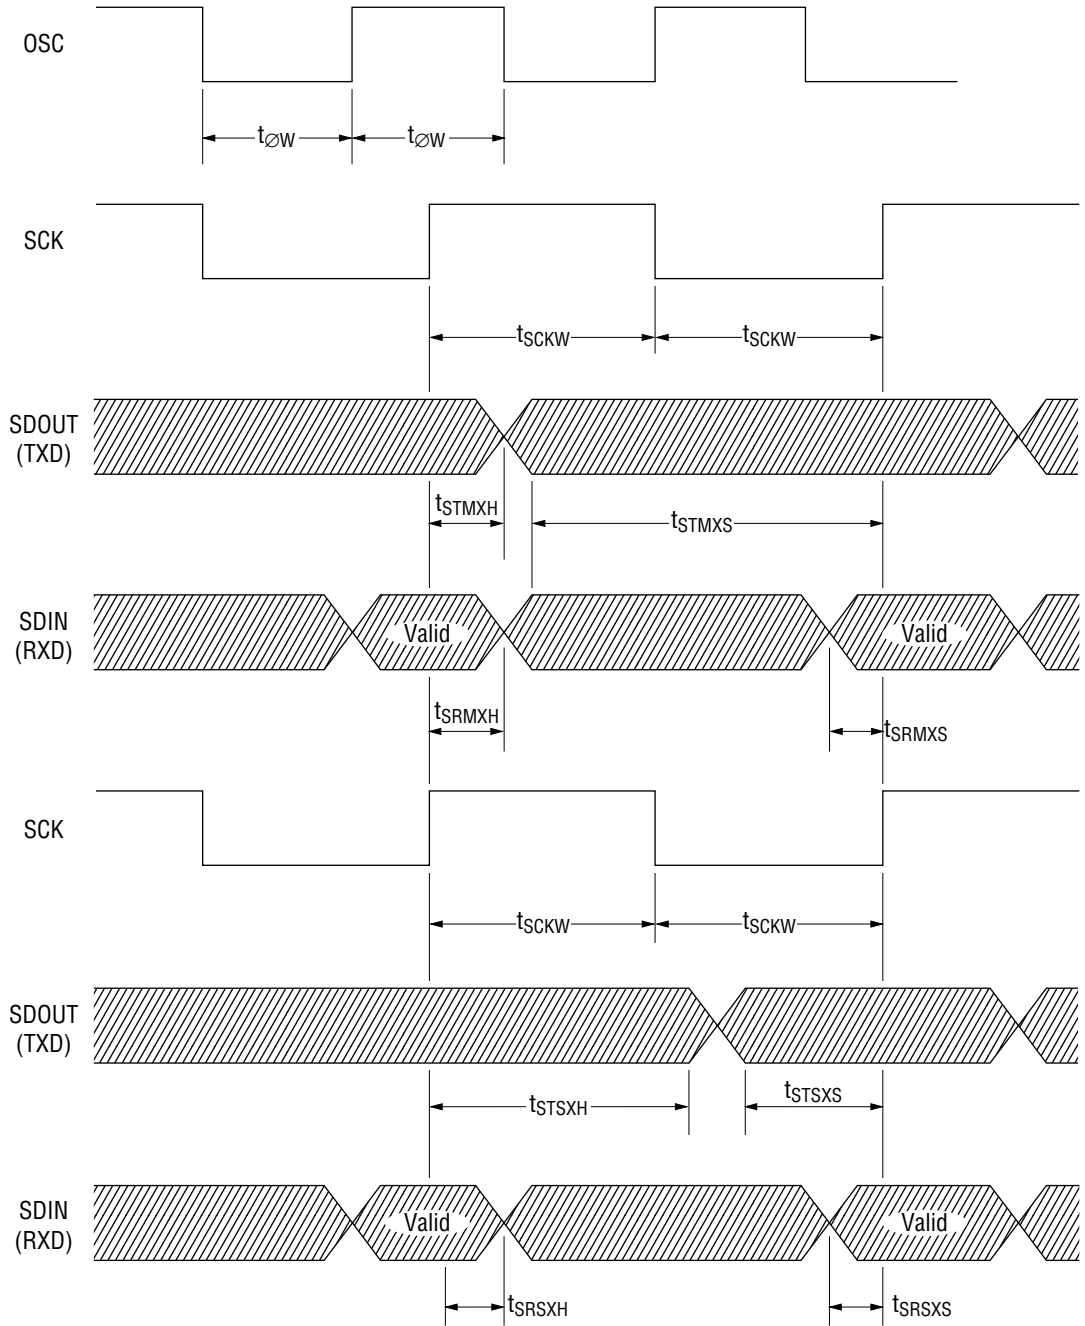 OSC
t∅W t∅W
SCK
tSCKW tSCKW
SDOUT
(TXD)
tSTMXH tSTMXS
SDIN
(RXD)
Valid Valid
tSRMXH tSRMXS
SCK
tSCKW tSCKW
SDOUT
(TXD)
tSTSXH tSTSXS
SDIN
(RXD)
Valid Valid
tSRSXH tSRSXS